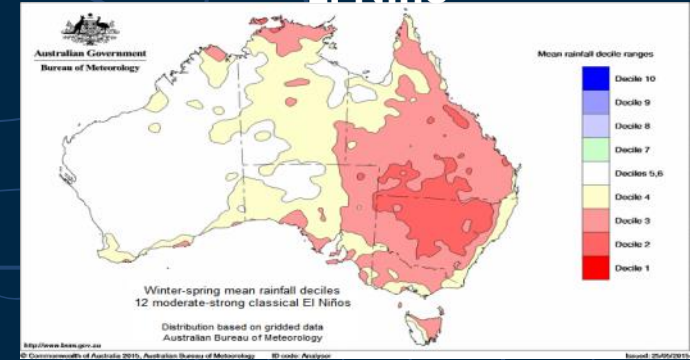 El Niño
Australian Government
Bureau of Meteorology
Mean rainfall decile ranges
Decile 10
Decile 9
Decile 8
Decile 7
Deciles 5,6
Decile 4
Decile 3
Decile 2
Decile 1
Winter-spring mean rainfall deciles
12 moderate-strong classical El Niños
Distribution based on gridded data
Australian Bureau of Meteorology
http://www.bom.gov.au
© Commonwealth of Australia 2015, Australian Bureau of Meteorology ID code: Analyser Issued: 25/05/2015